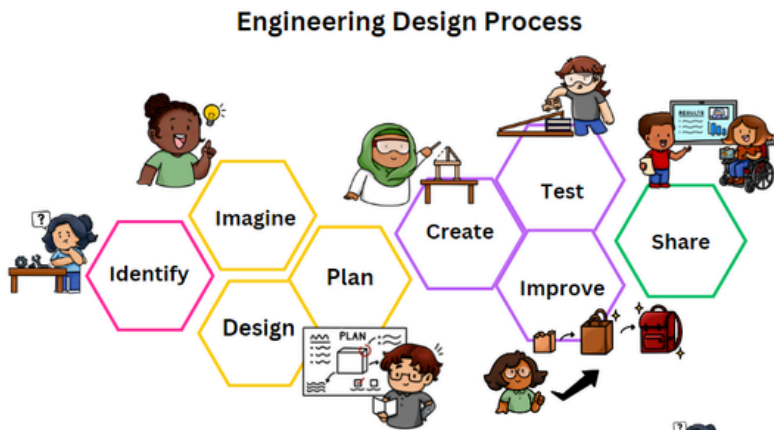 Engineering Design Process
Imagine
Identify
Design
Plan
PLAN
Create
Test
Improve
RESULTS
Share
?
?